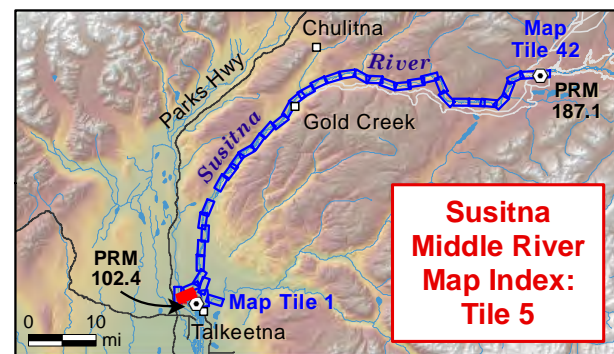 Chulitna
Map
Tile 42
River
Parks Hwy
PRM
187.1
Gold Creek
Susitna
Susitna
Middle River
Map Index:
Tile 5
PRM
102.4
Map Tile 1
Talkeetna
0 10
mi